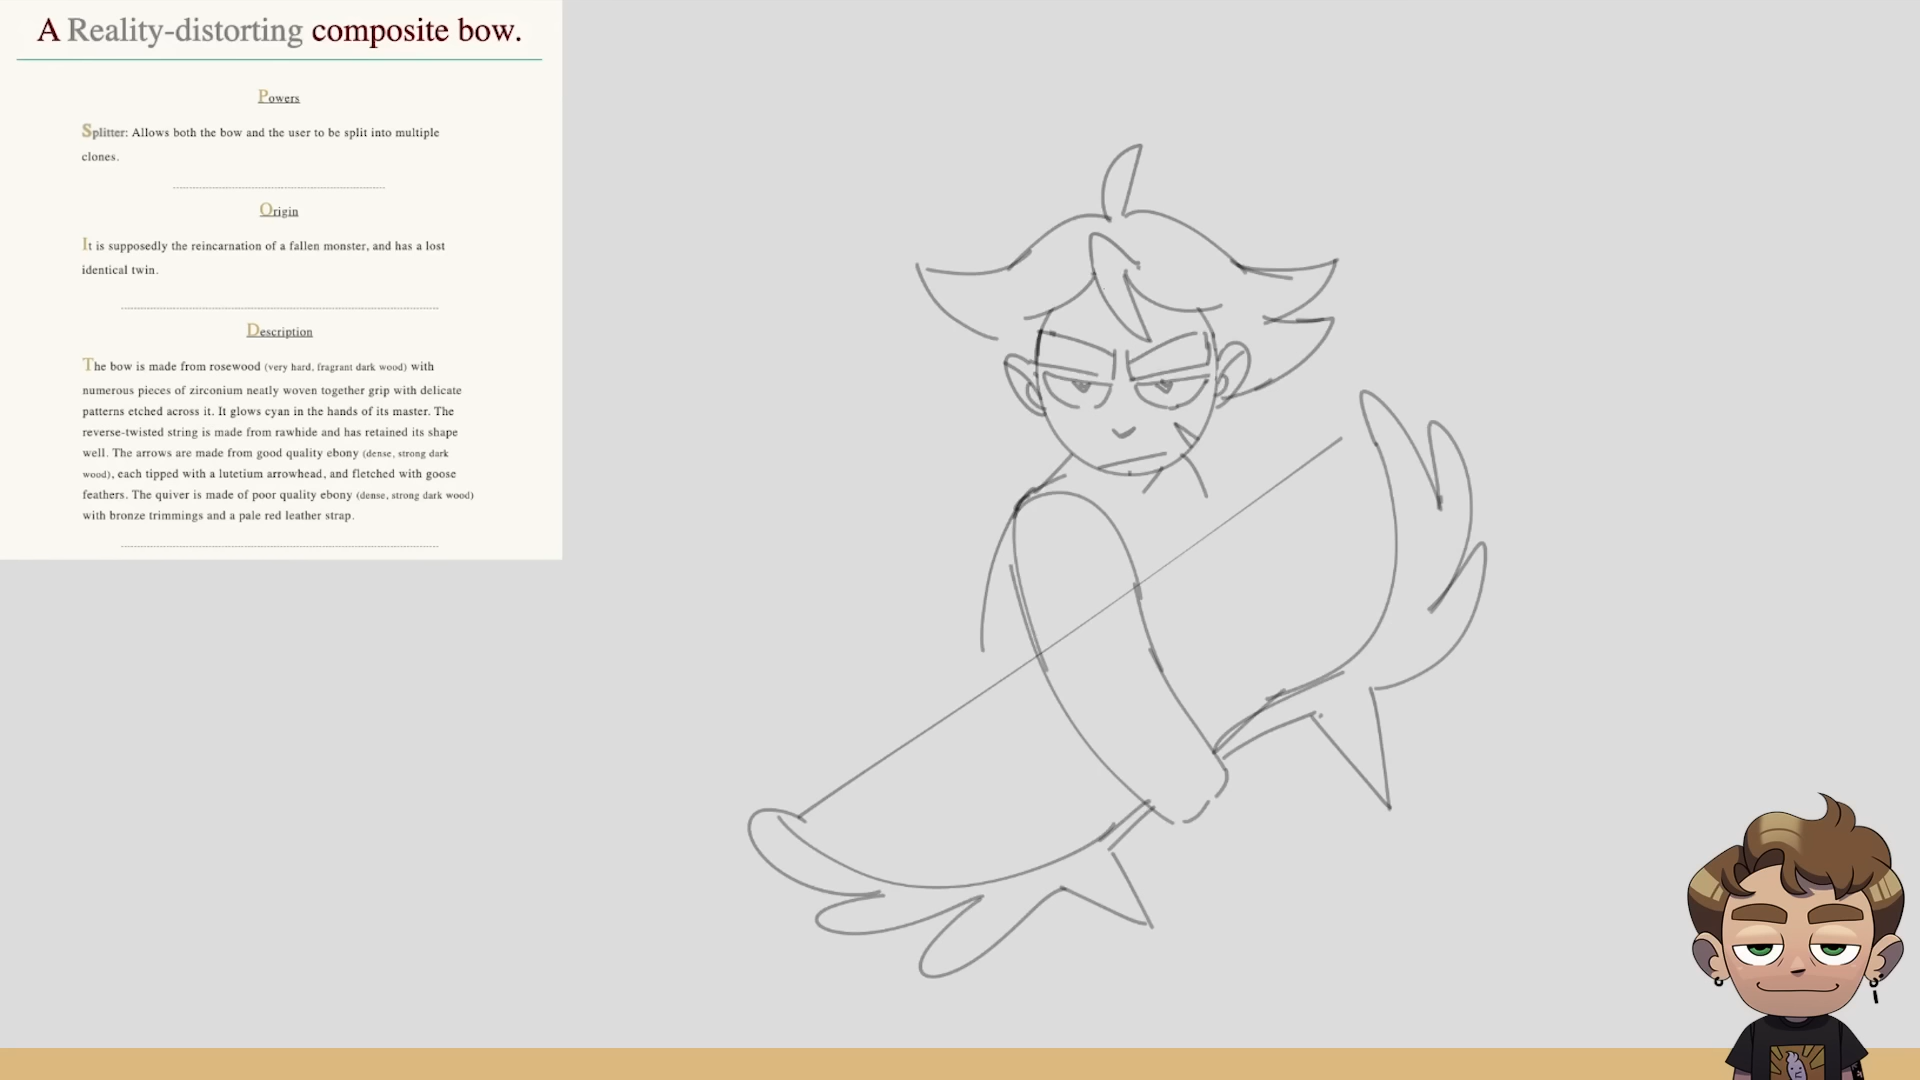 A Reality-distorting composite bow.
Powers
Splitter: Allows both the bow and the user to be split into multiple
clones.
Origin
It is supposedly the reincarnation of a fallen monster, and has a lost
identical twin.
Description
The bow is made from rosewood (very hard, fragrant dark wood) with
numerous pieces of zirconium neatly woven together grip with delicate
patterns etched across it. It glows cyan in the hands of its master. The
reverse-twisted string is made from rawhide and has retained its shape
well. The arrows are made from good quality ebony (dense, strong dark
wood), each tipped with a lutetium arrowhead, and fletched with goose
feathers. The quiver is made of poor quality ebony (dense, strong dark wood)
with bronze trimmings and a pale red leather strap.